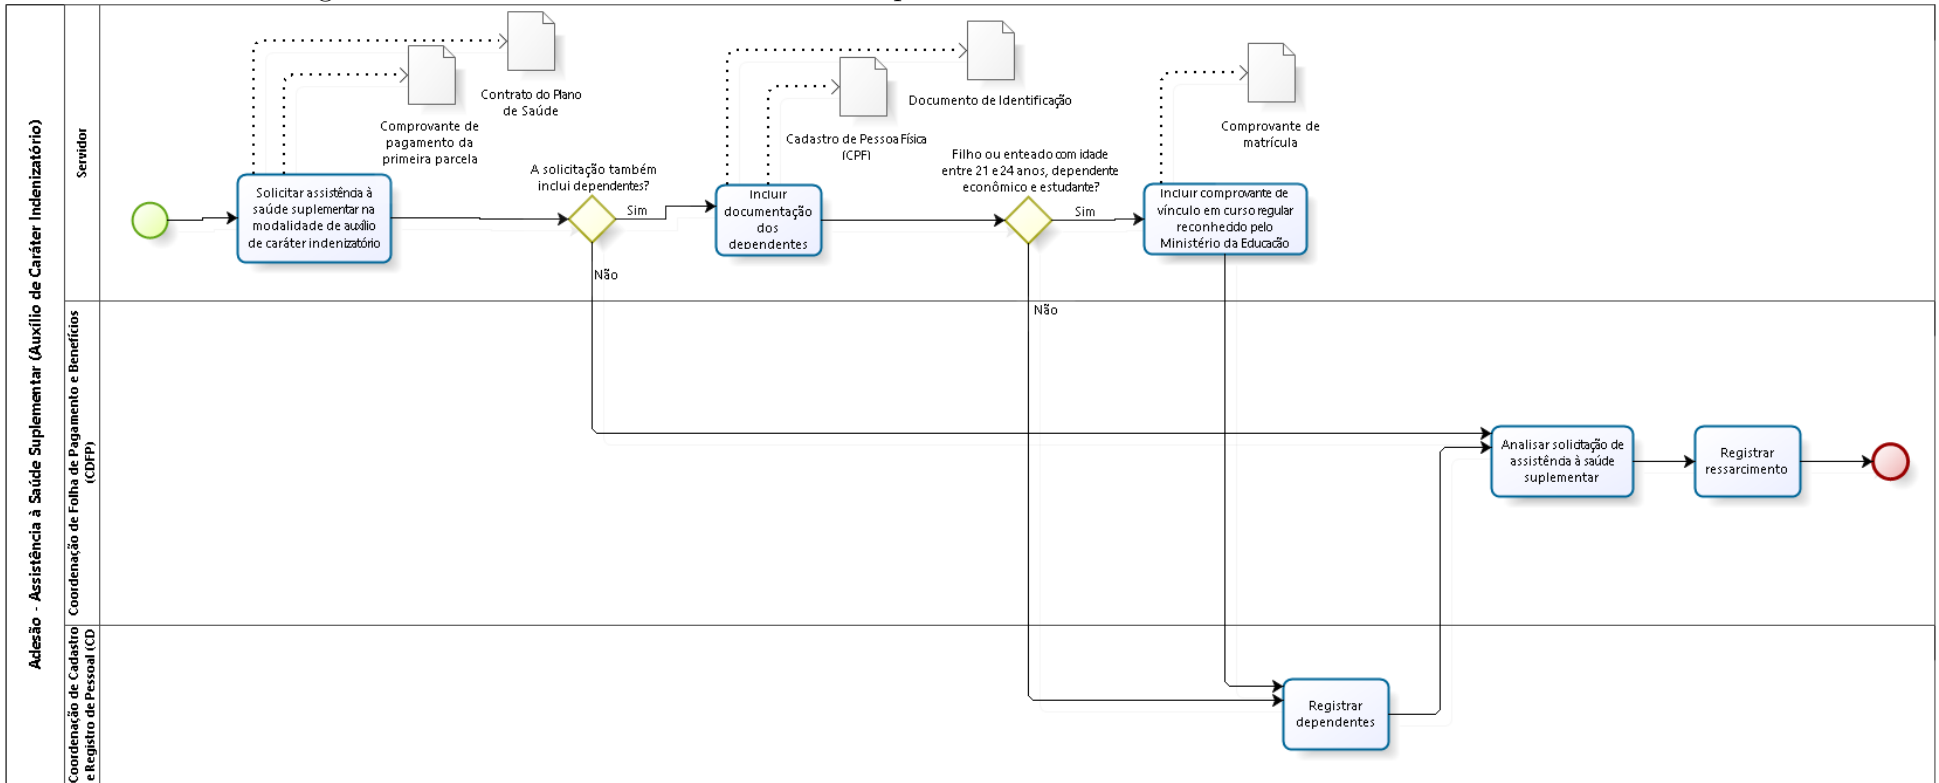 Adesão - Assistência à Saúde Suplementar (Auxílio de Caráter Indenizatório)
Servidor
Contrato do Plano
de Saúde
Comprovante de
pagamento da
primeira parcela
Solicitar assistência à
saúde suplementar na
modalidade de auxílio
de caráter indenizatório
A solicitação também
inclui dependentes?
Sim
Não
Documento de Identificação
Cadastro de Pessoa Física
(CPF)
Incluir
documentação
dos
dependentes
Filho ou enteado com idade
entre 21 e 24 anos, dependente
econômico e estudante?
Sim
Não
Comprovante de
matrícula
Incluir comprovante de
vínculo em curso regular
reconhecido pelo
Ministério da Educação
Coordenação de Folha de Pagamento e Benefícios
(CDFP)
Analisar solicitação de
assistência à saúde
suplementar
Registrar
ressarcimento
Coordenação de Cadastro
e Registro de Pessoal (CD
Registrar
dependentes